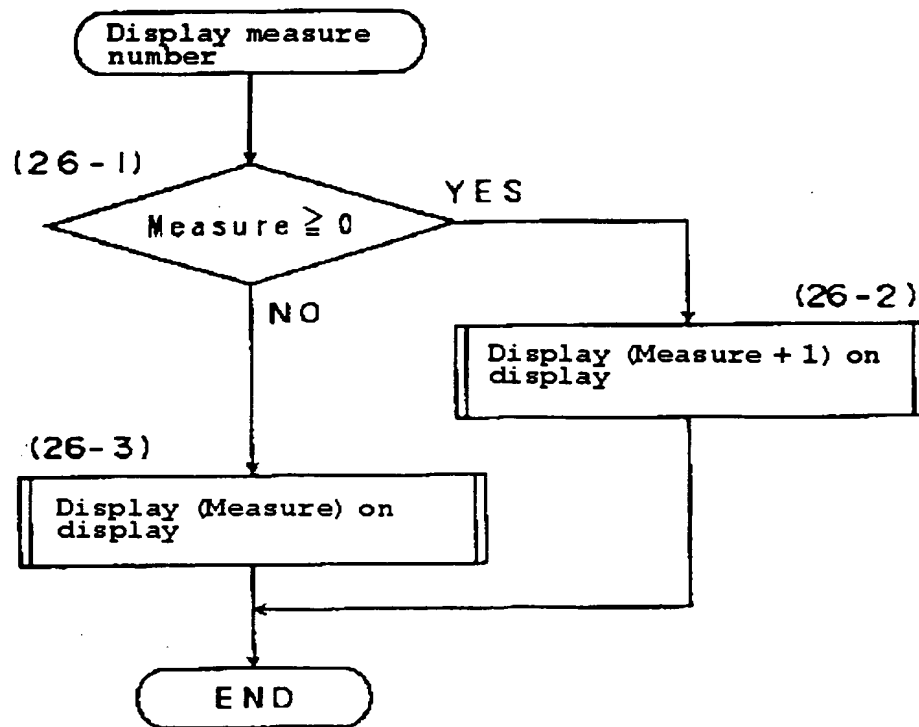 Display measure
number
(26-1)
YES
Measure ≧ 0
(26-2)
NO
Display (Measure + 1) on
display
(26-3)
Display (Measure) on
display
END